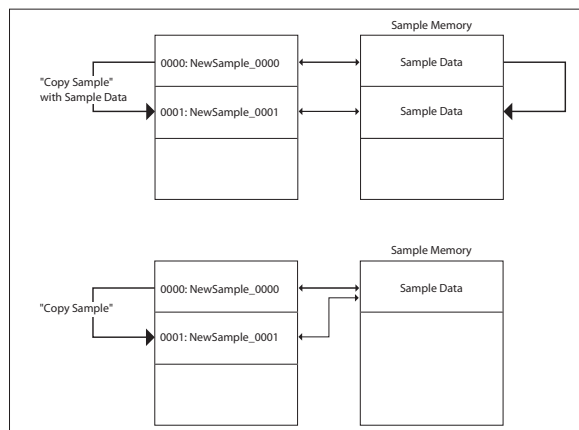 Sample Memory
0000: NewSample_0000
Sample Data
"Copy Sample"
with Sample Data
0001: NewSample_0001
Sample Data
Sample Memory
0000: NewSample_0000
Sample Data
"Copy Sample"
0001: NewSample_0001